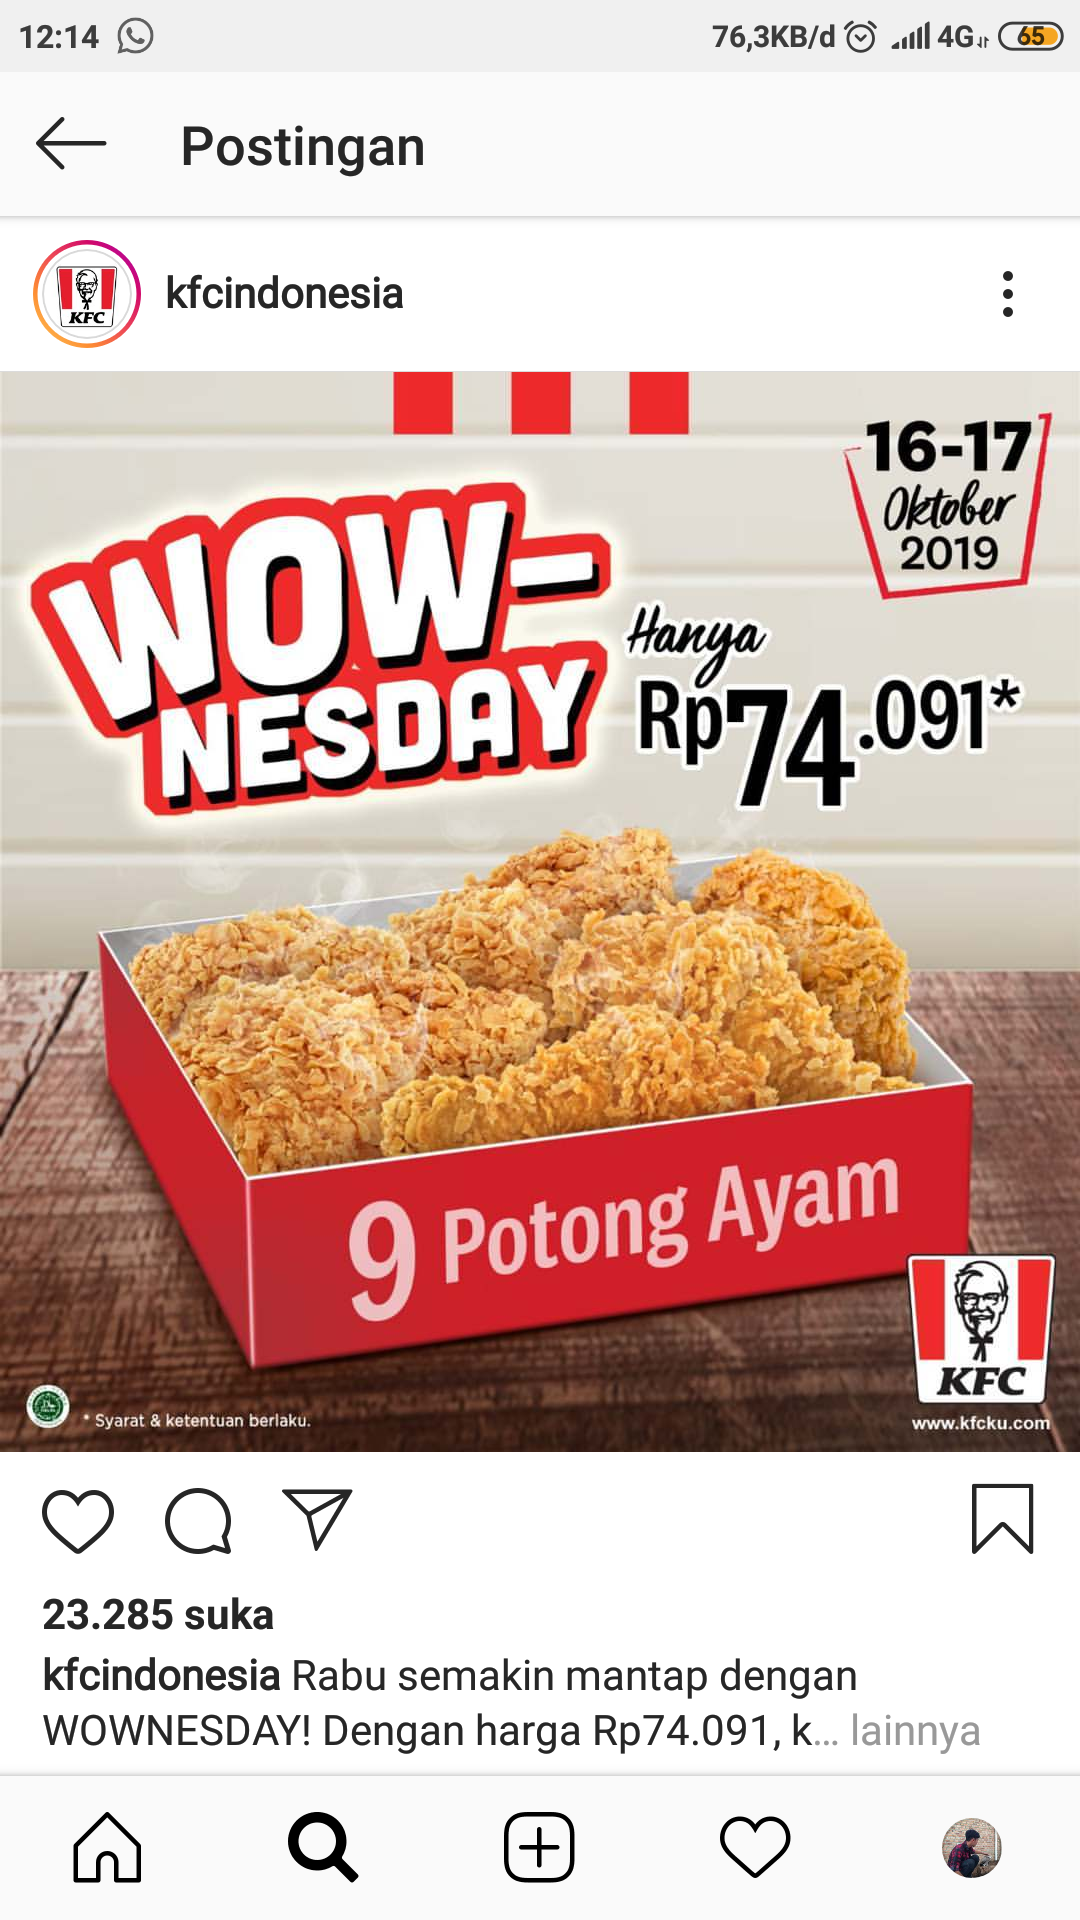 12:14
76,3KB/d 4G 65
Postingan
KFC
kfcindonesia
16-17
Oktober
2019
WOW-
NESDAY
Hanya
Rp74.091*
9 Potong Ayam
KFC
* Syarat & ketentuan berlaku.
www.kfcku.com
23.285 suka
kfcindonesia Rabu semakin mantap dengan
WOWNESDAY! Dengan harga Rp74.091, k... lainnya